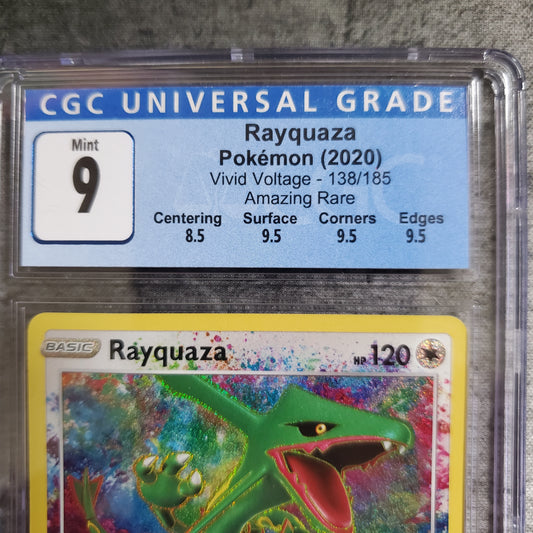 CGC UNIVERSAL GRADE
Mint
9
Rayquaza
Pokémon (2020)
Vivid Voltage - 138/185
Amazing Rare
Centering Surface Corners Edges
8.5 9.5 9.5 9.5
BASIC Rayquaza HP 120